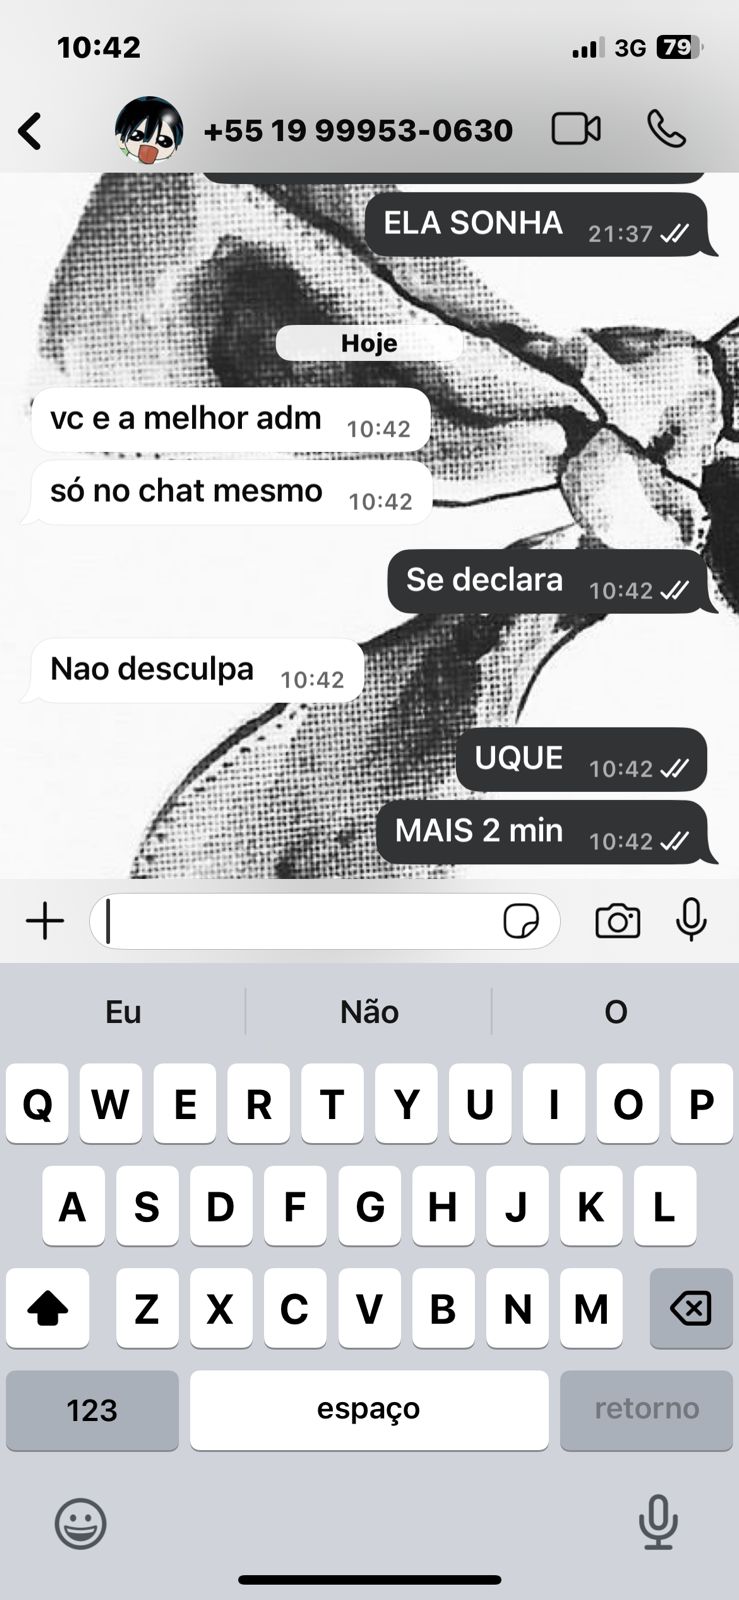 10:42
3G 79
+55 19 99953-0630
ELA SONHA 21:37
Hoje
vc e a melhor adm 10:42
só no chat mesmo 10:42
Se declara 10:42
Nao desculpa 10:42
UQUE 10:42
MAIS 2 min 10:42
Eu Não O
Q W E R T Y U I O P
A S D F G H J K L
Z X C V B N M
123 espaço retorno